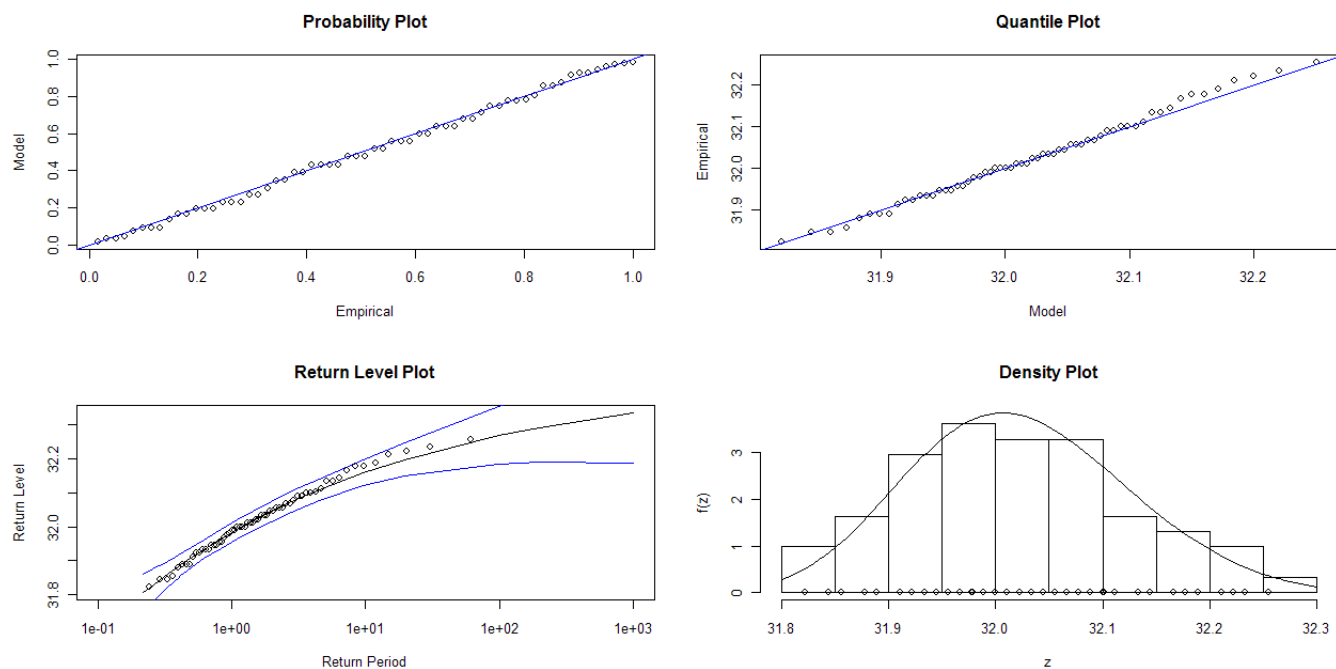 Probability Plot
Model
0.0 0.2 0.4 0.6 0.8 1.0
0.0 0.2 0.4 0.6 0.8 1.0
Empirical
Quantile Plot
Empirical
31.9 32.0 32.1 32.2
31.9 32.0 32.1 32.2
Model
Return Level Plot
Return Level
31.8 32.0 32.2
1e-01 1e+00 1e+01 1e+02 1e+03
Return Period
Density Plot
f(z)
0 1 2 3
31.8 31.9 32.0 32.1 32.2 32.3
z